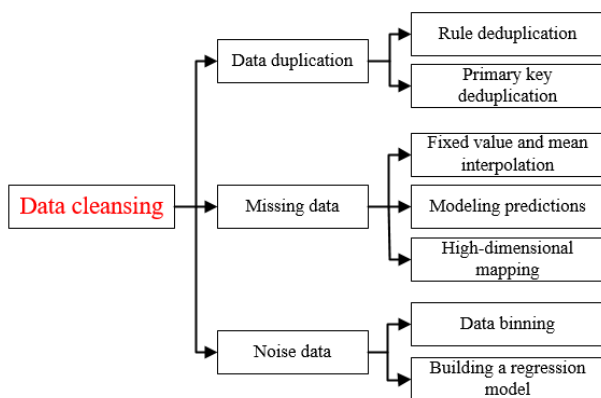 Rule deduplication
Data duplication
Primary key
deduplication
Fixed value and mean
interpolation
Data cleansing
Missing data
Modeling predictions
High-dimensional
mapping
Data binning
Noise data
Building a regression
model